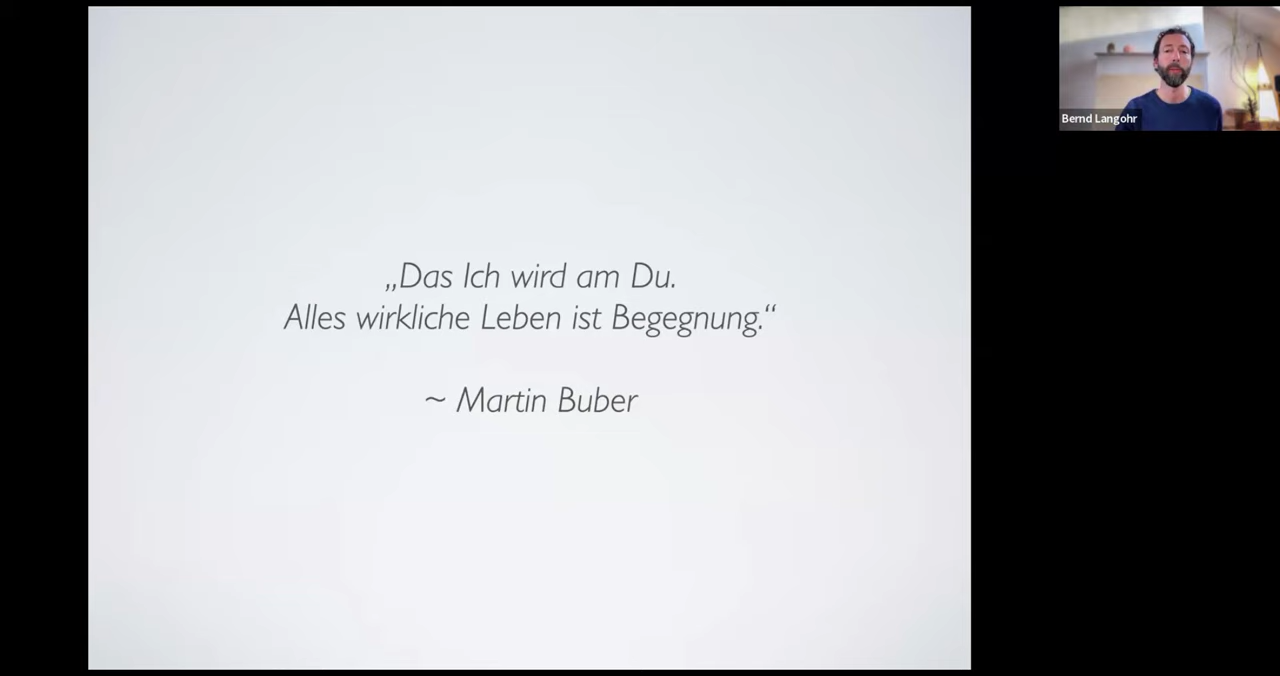 „Das Ich wird am Du.
Alles wirkliche Leben ist Begegnung.“
~ Martin Buber
Bernd Langohr